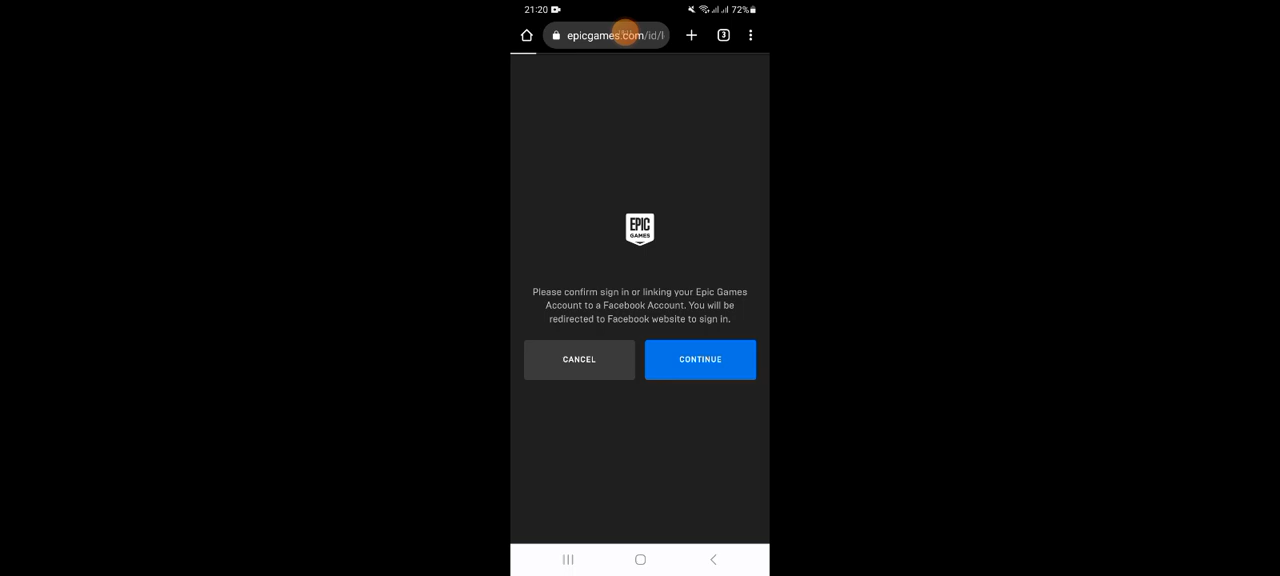 21:20 72%
epicgames.com/id/l 3
EPIC
GAMES
Please confirm sign in or linking your Epic Games
Account to a Facebook Account. You will be
redirected to Facebook website to sign in.
CANCEL CONTINUE